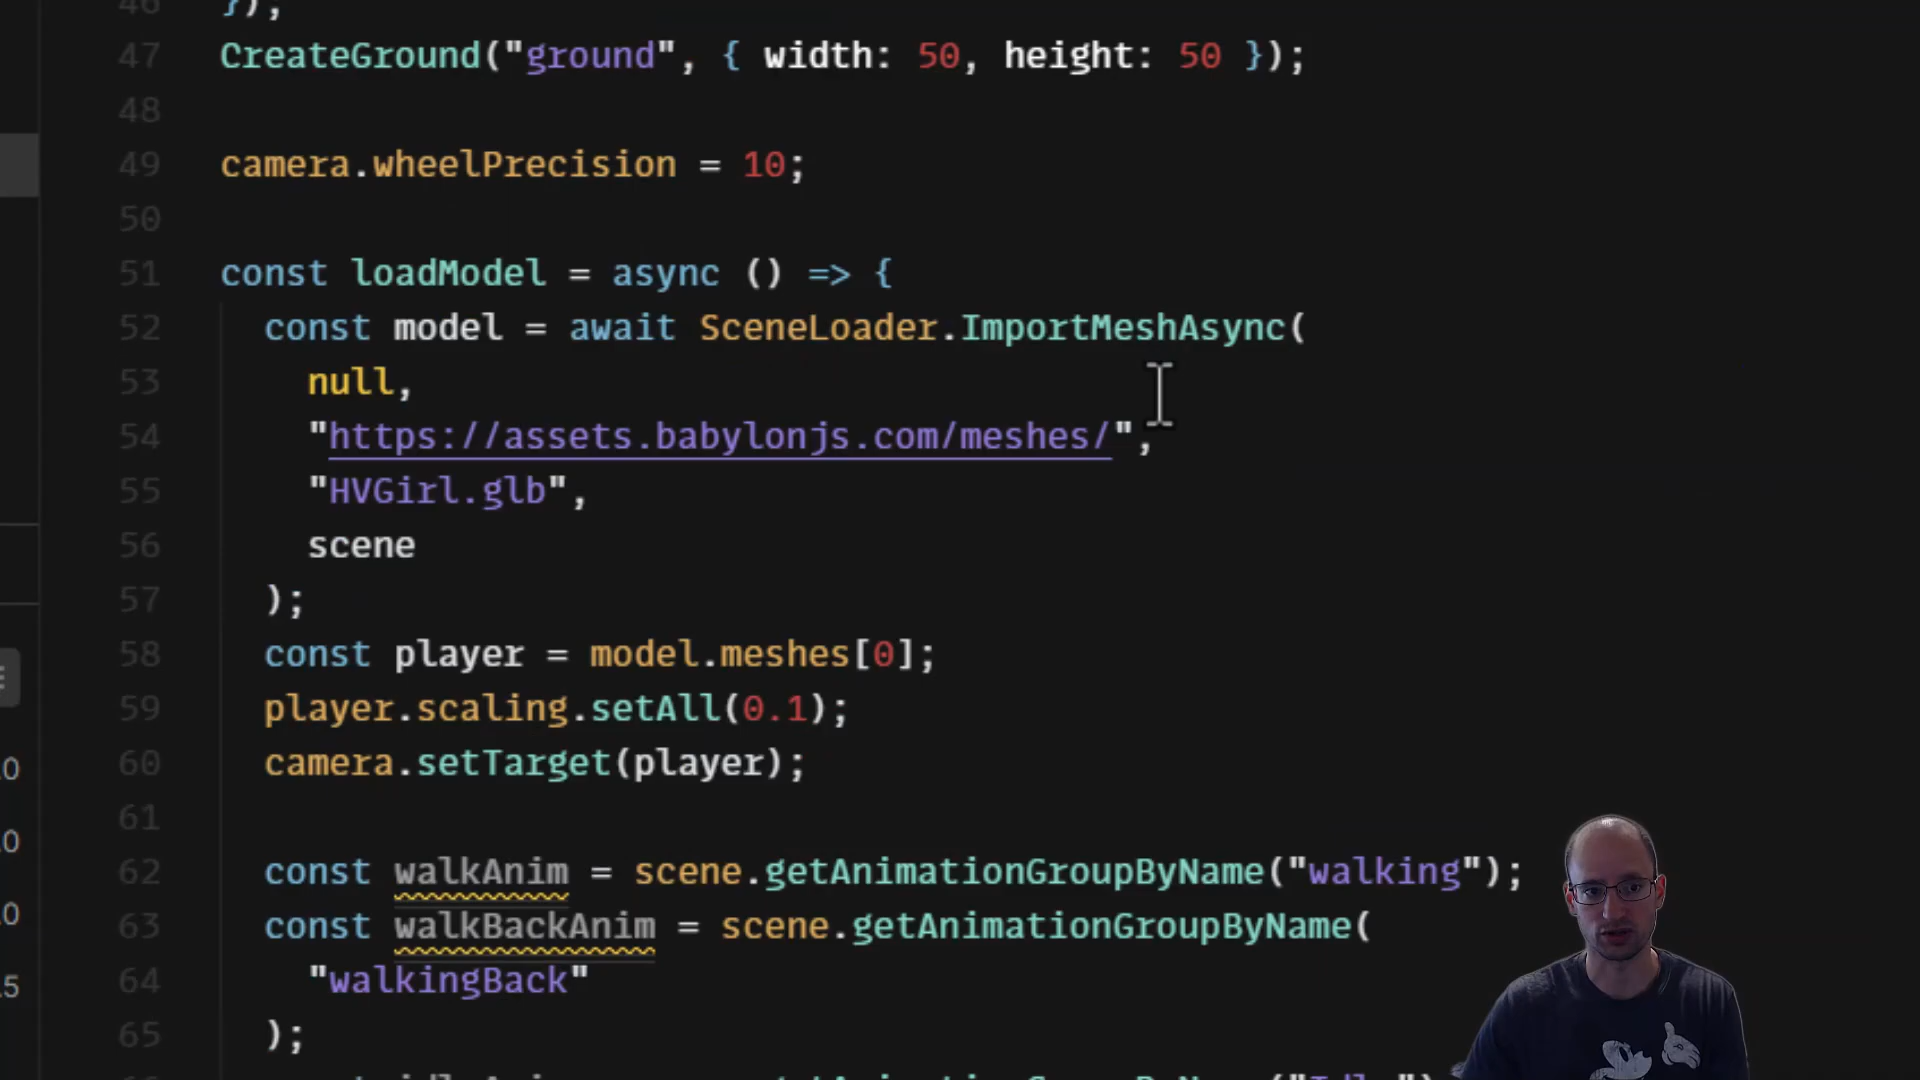 46 });
47 CreateGround("ground", { width: 50, height: 50 });
48
49 camera.wheelPrecision = 10;
50
51 const loadModel = async () => {
52 const model = await SceneLoader.ImportMeshAsync(
53 null,
54 "https://assets.babylonjs.com/meshes/",
55 "HVGirl.glb",
56 scene
57 );
58 const player = model.meshes[0];
59 player.scaling.setAll(0.1);
60 camera.setTarget(player);
61
62 const walkAnim = scene.getAnimationGroupByName("walking");
63 const walkBackAnim = scene.getAnimationGroupByName(
64 "walkingBack"
65 );